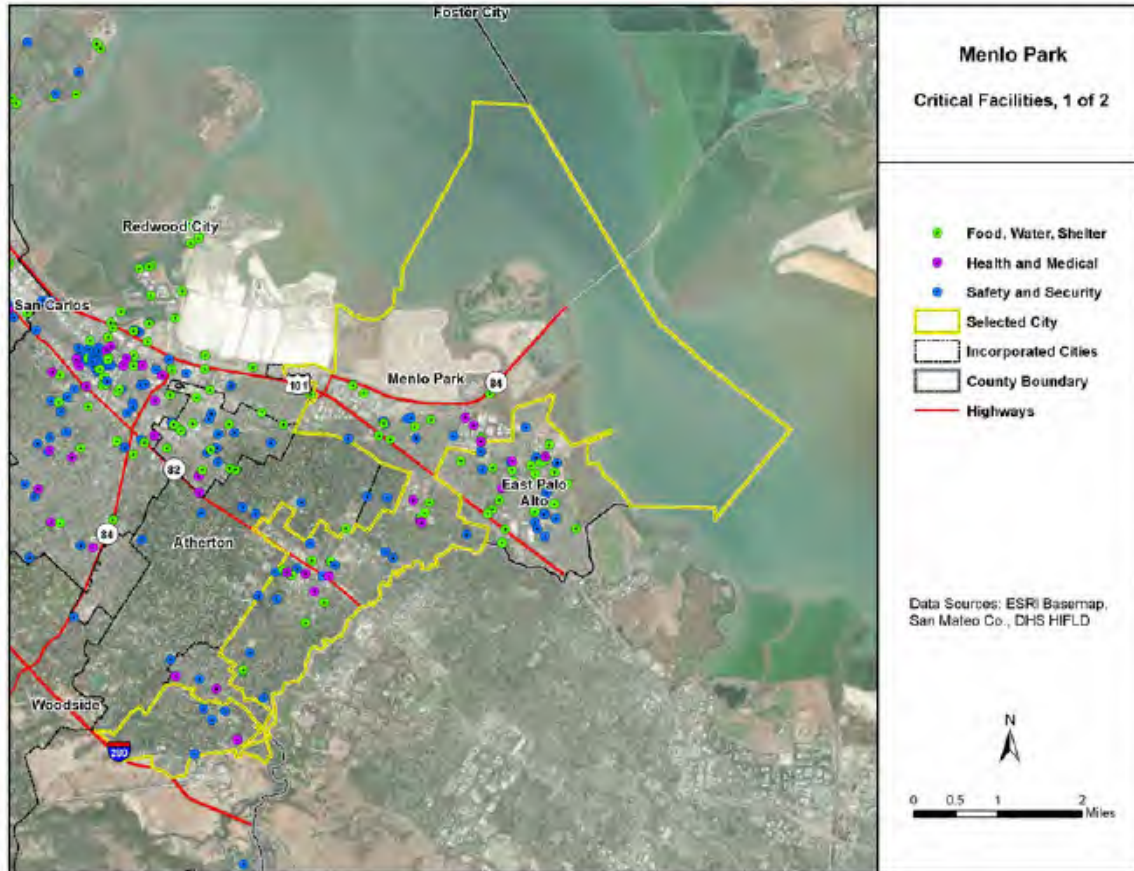 Foster City
Redwood City
San Carlos
101
Menlo Park
84
82
East Palo
Alto
84
Atherton
Woodside
280
Menlo Park
Critical Facilities, 1 of 2
Food, Water, Shelter
Health and Medical
Safety and Security
Selected City
Incorporated Cities
County Boundary
Highways
Data Sources: ESRI Basemap,
San Mateo Co., DHS HIFLD
N
0 0.5 1 2
Miles